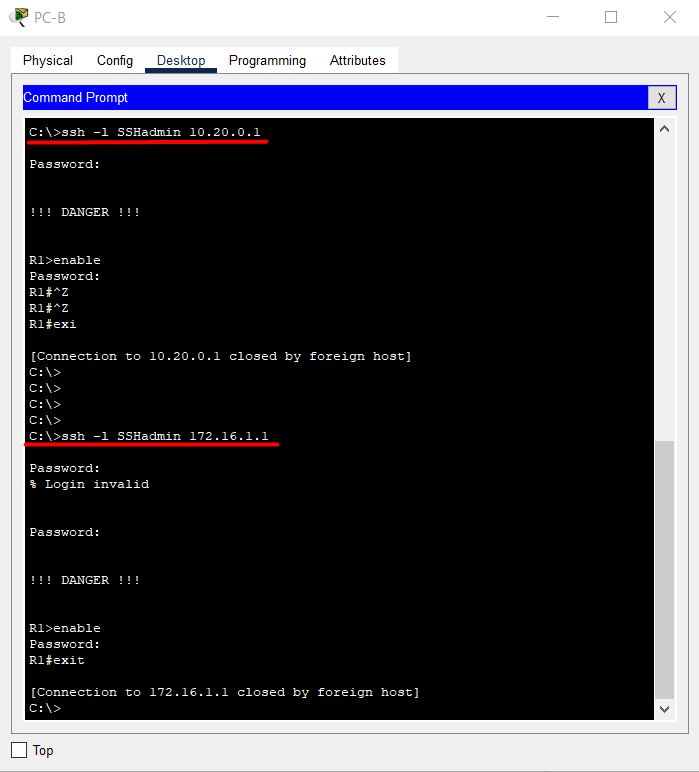 PC-B
Physical Config Desktop Programming Attributes
Command Prompt X
C:\>ssh -l SSHadmin 10.20.0.1
Password:
!!! DANGER !!!
R1>enable
Password:
R1#^Z
R1#^Z
R1#exi
[Connection to 10.20.0.1 closed by foreign host]
C:\>
C:\>
C:\>
C:\>
C:\>ssh -l SSHadmin 172.16.1.1
Password:
% Login invalid
Password:
!!! DANGER !!!
R1>enable
Password:
R1#exit
[Connection to 172.16.1.1 closed by foreign host]
C:\>
Top